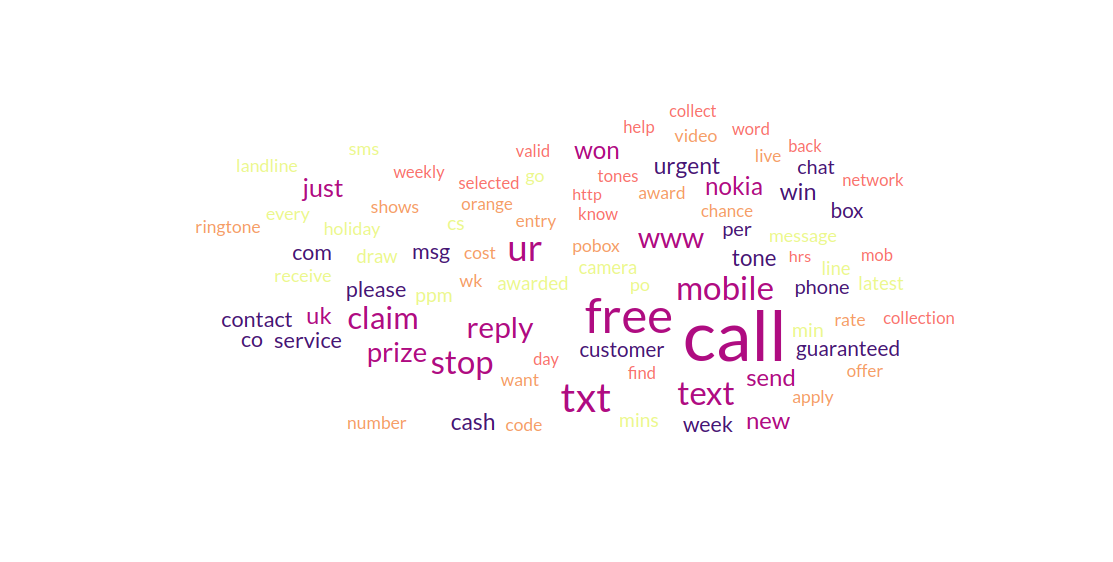 collect
help word
video
sms valid won back
landline urgent live chat
weekly tones network
just selected go nokia win
http award
shows orange know chance box
every entry
ringtone holiday cs www per message
com draw msg cost ur pobox tone hrs mob
receive camera line
please ppm wk awarded po mobile phone latest
contact uk claim reply free call min rate collection
co service prize customer guaranteed
stop day find send offer
want txt text apply
number cash code mins week new